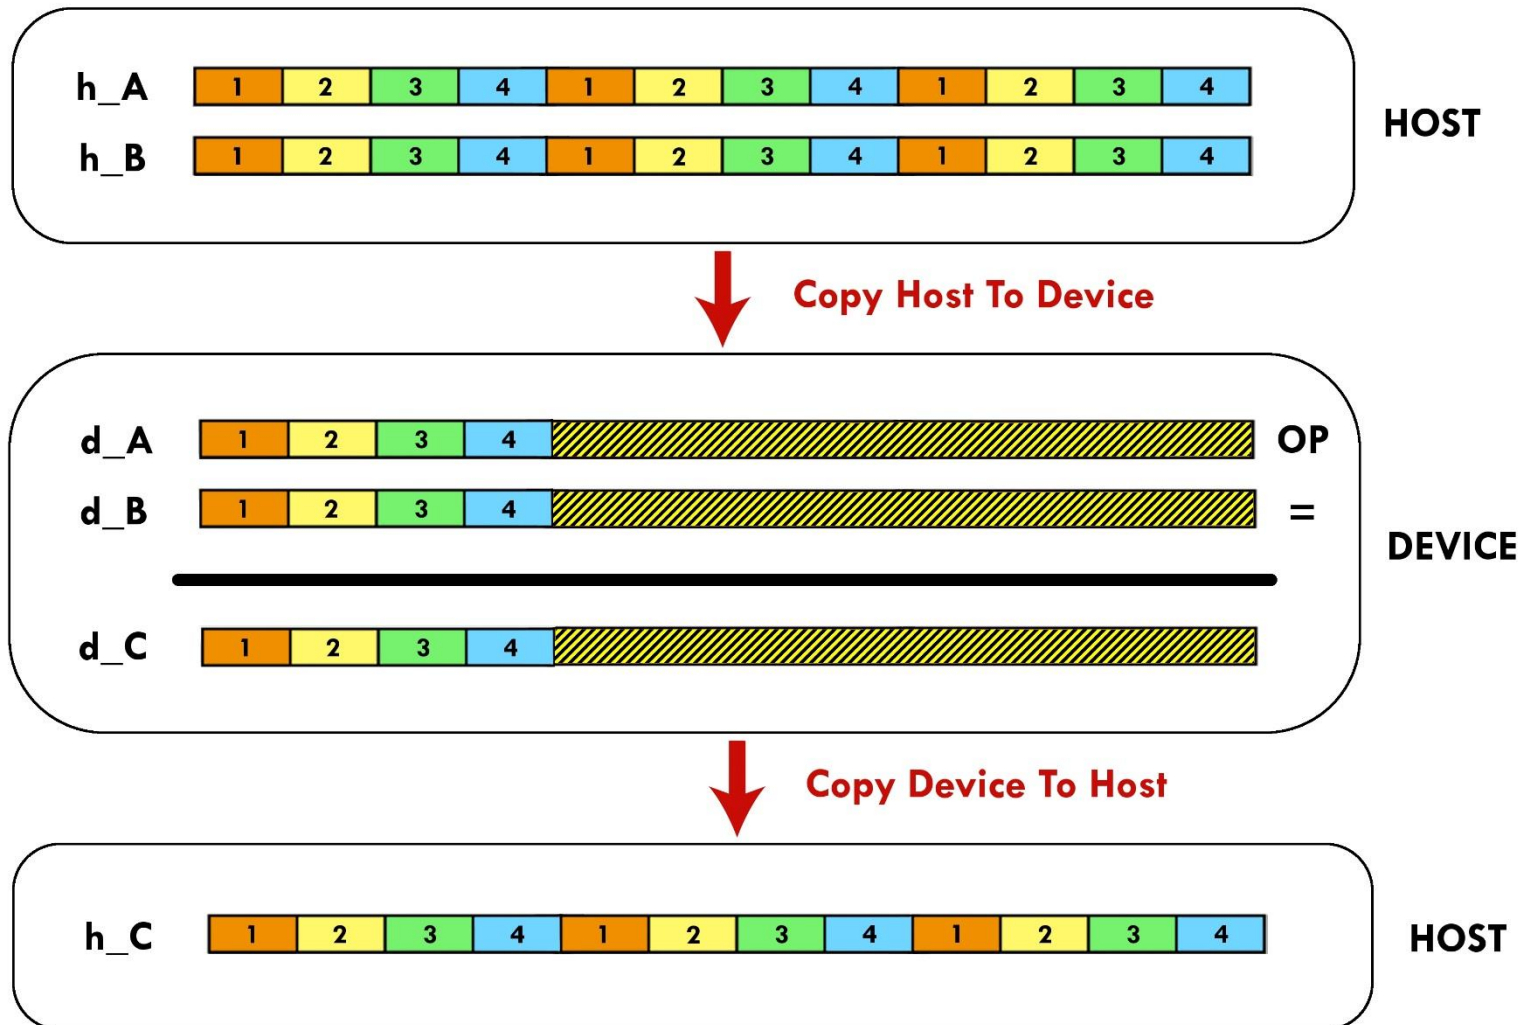 h_A 1 2 3 4 1 2 3 4 1 2 3 4
HOST
h_B 1 2 3 4 1 2 3 4 1 2 3 4
Copy Host To Device
d_A 1 2 3 4 OP
d_B 1 2 3 4 =
DEVICE
d_C 1 2 3 4
Copy Device To Host
h_C 1 2 3 4 1 2 3 4 1 2 3 4 HOST